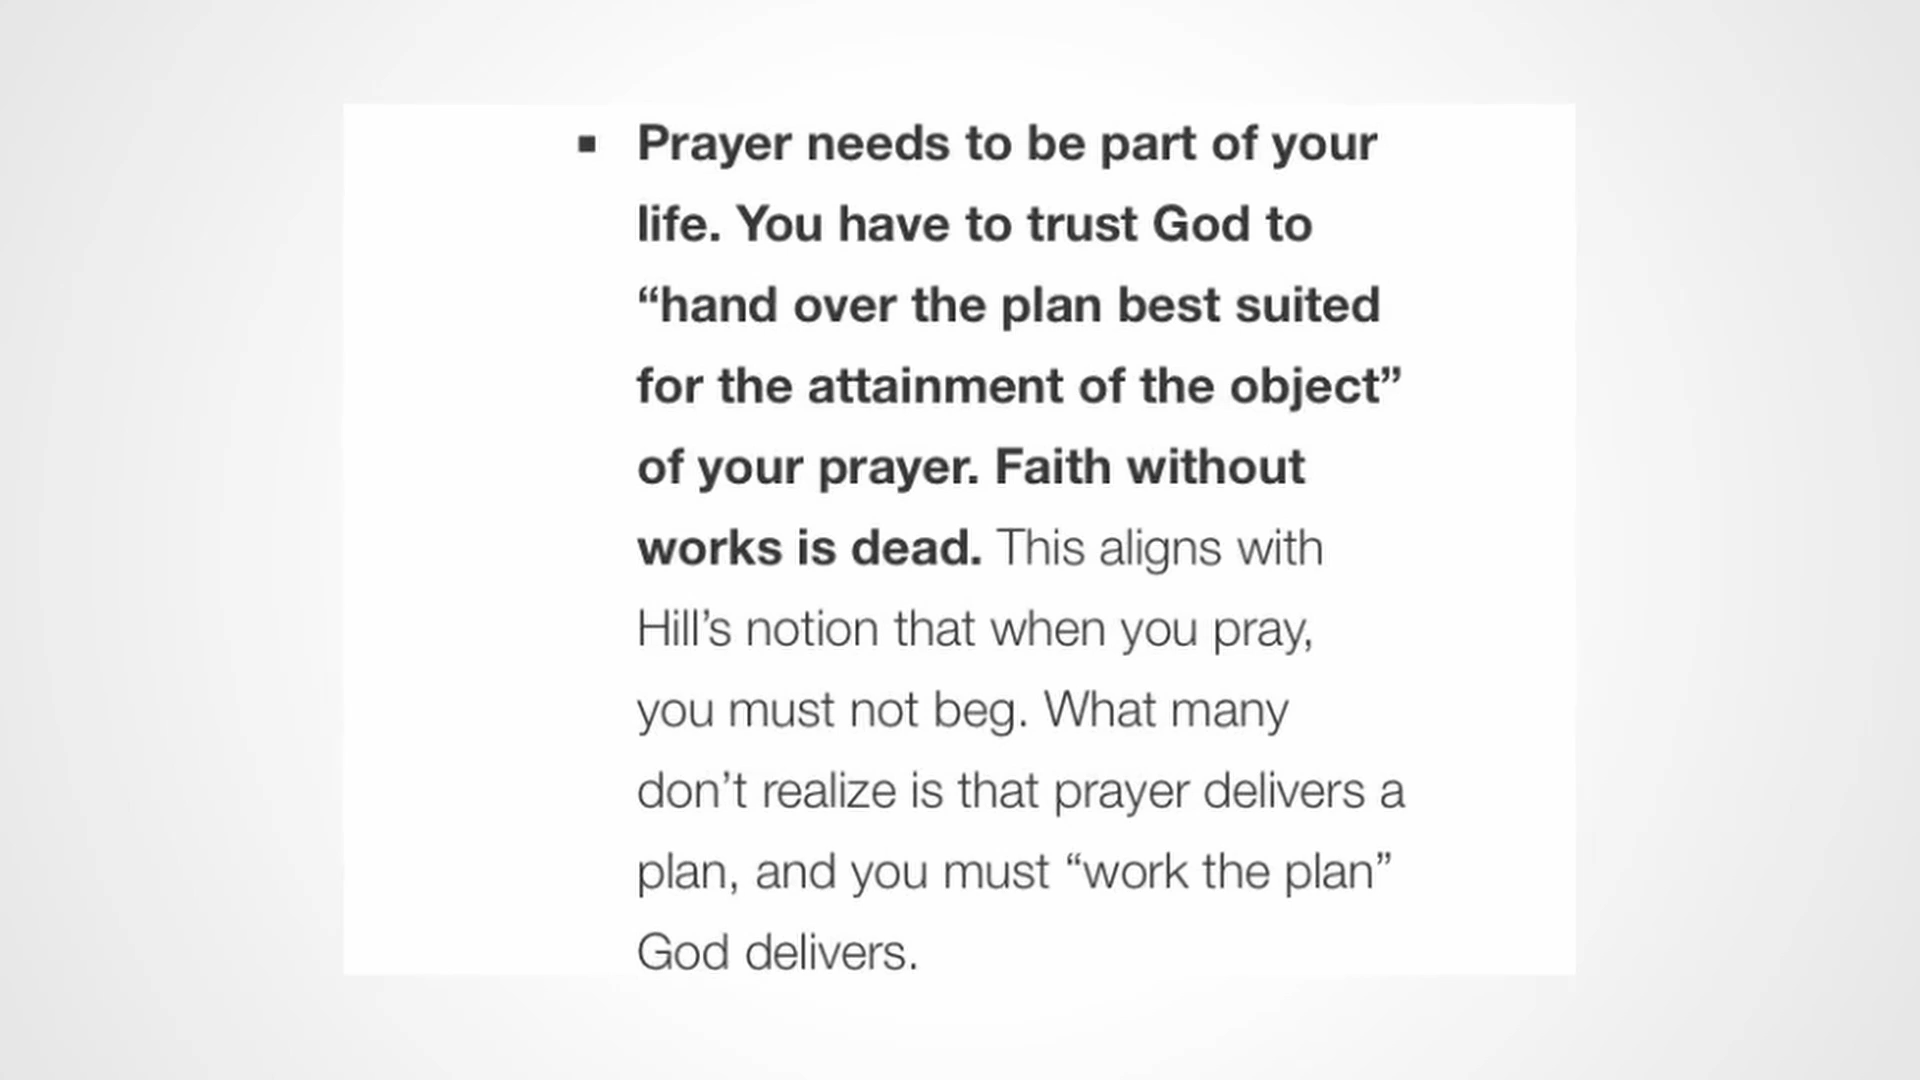 ▪ Prayer needs to be part of your
life. You have to trust God to
“hand over the plan best suited
for the attainment of the object”
of your prayer. Faith without
works is dead. This aligns with
Hill’s notion that when you pray,
you must not beg. What many
don’t realize is that prayer delivers a
plan, and you must “work the plan”
God delivers.